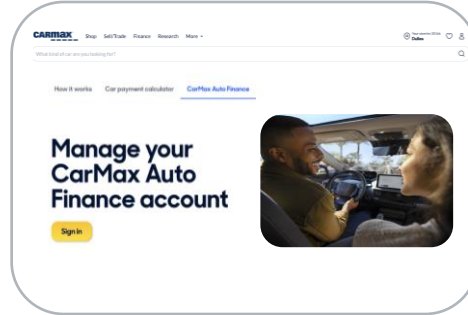 CARMAX Shop Sell/Trade Finance Research More
Dallas
What kind of car are you looking for?
How it works Car payment calculator CarMax Auto Finance
Manage your
CarMax Auto
Finance account
Sign in